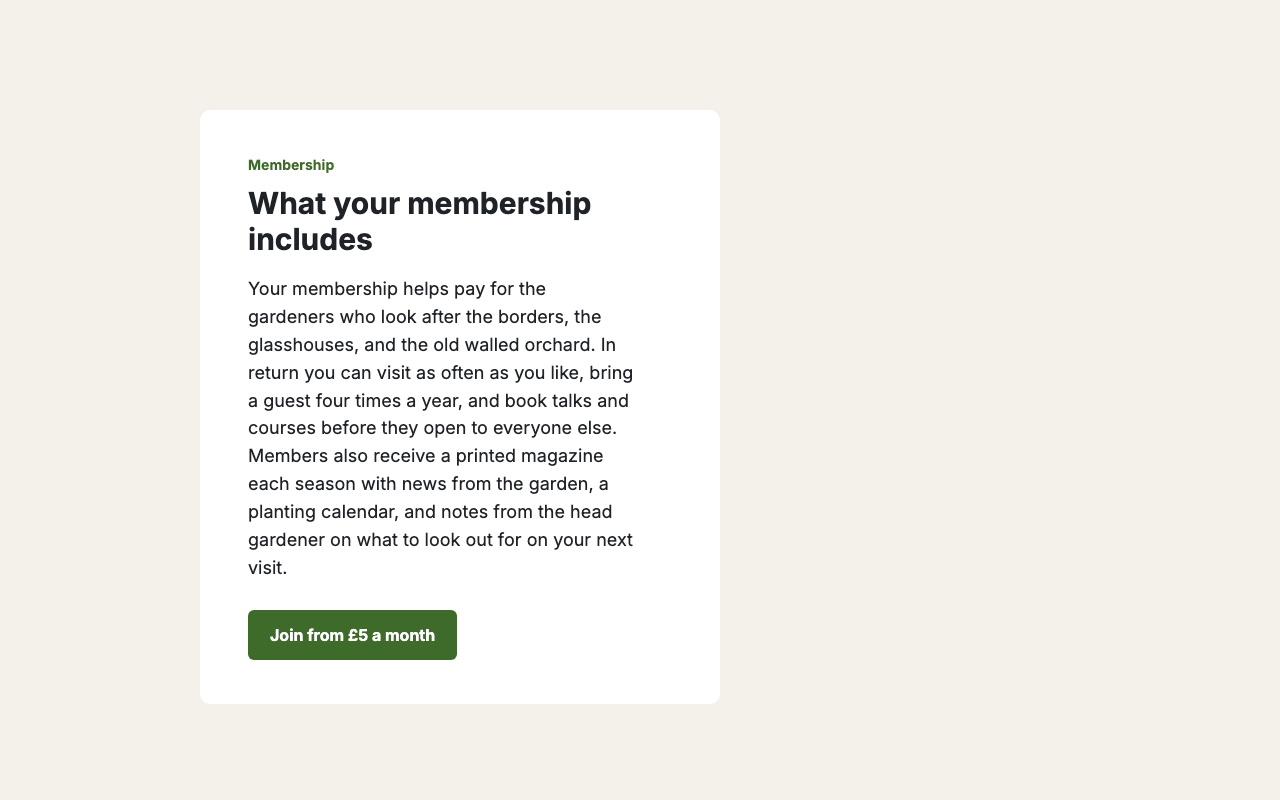 Membership
What your membership
includes
Your membership helps pay for the
gardeners who look after the borders, the
glasshouses, and the old walled orchard. In
return you can visit as often as you like, bring
a guest four times a year, and book talks and
courses before they open to everyone else.
Members also receive a printed magazine
each season with news from the garden, a
planting calendar, and notes from the head
gardener on what to look out for on your next
visit.
Join from £5 a month